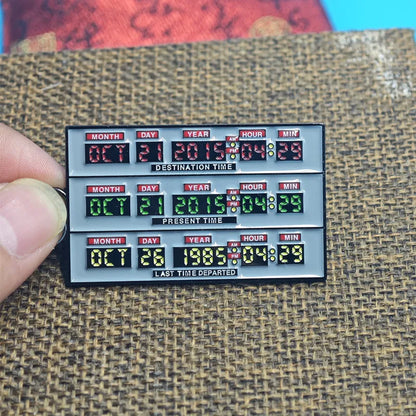 MONTH DAY YEAR AM PM HOUR MIN
OCT 21 2015 04:29
DESTINATION TIME
MONTH DAY YEAR AM PM HOUR MIN
OCT 21 2015 04:29
PRESENT TIME
MONTH DAY YEAR AM PM HOUR MIN
OCT 26 1985 04:29
LAST TIME DEPARTED